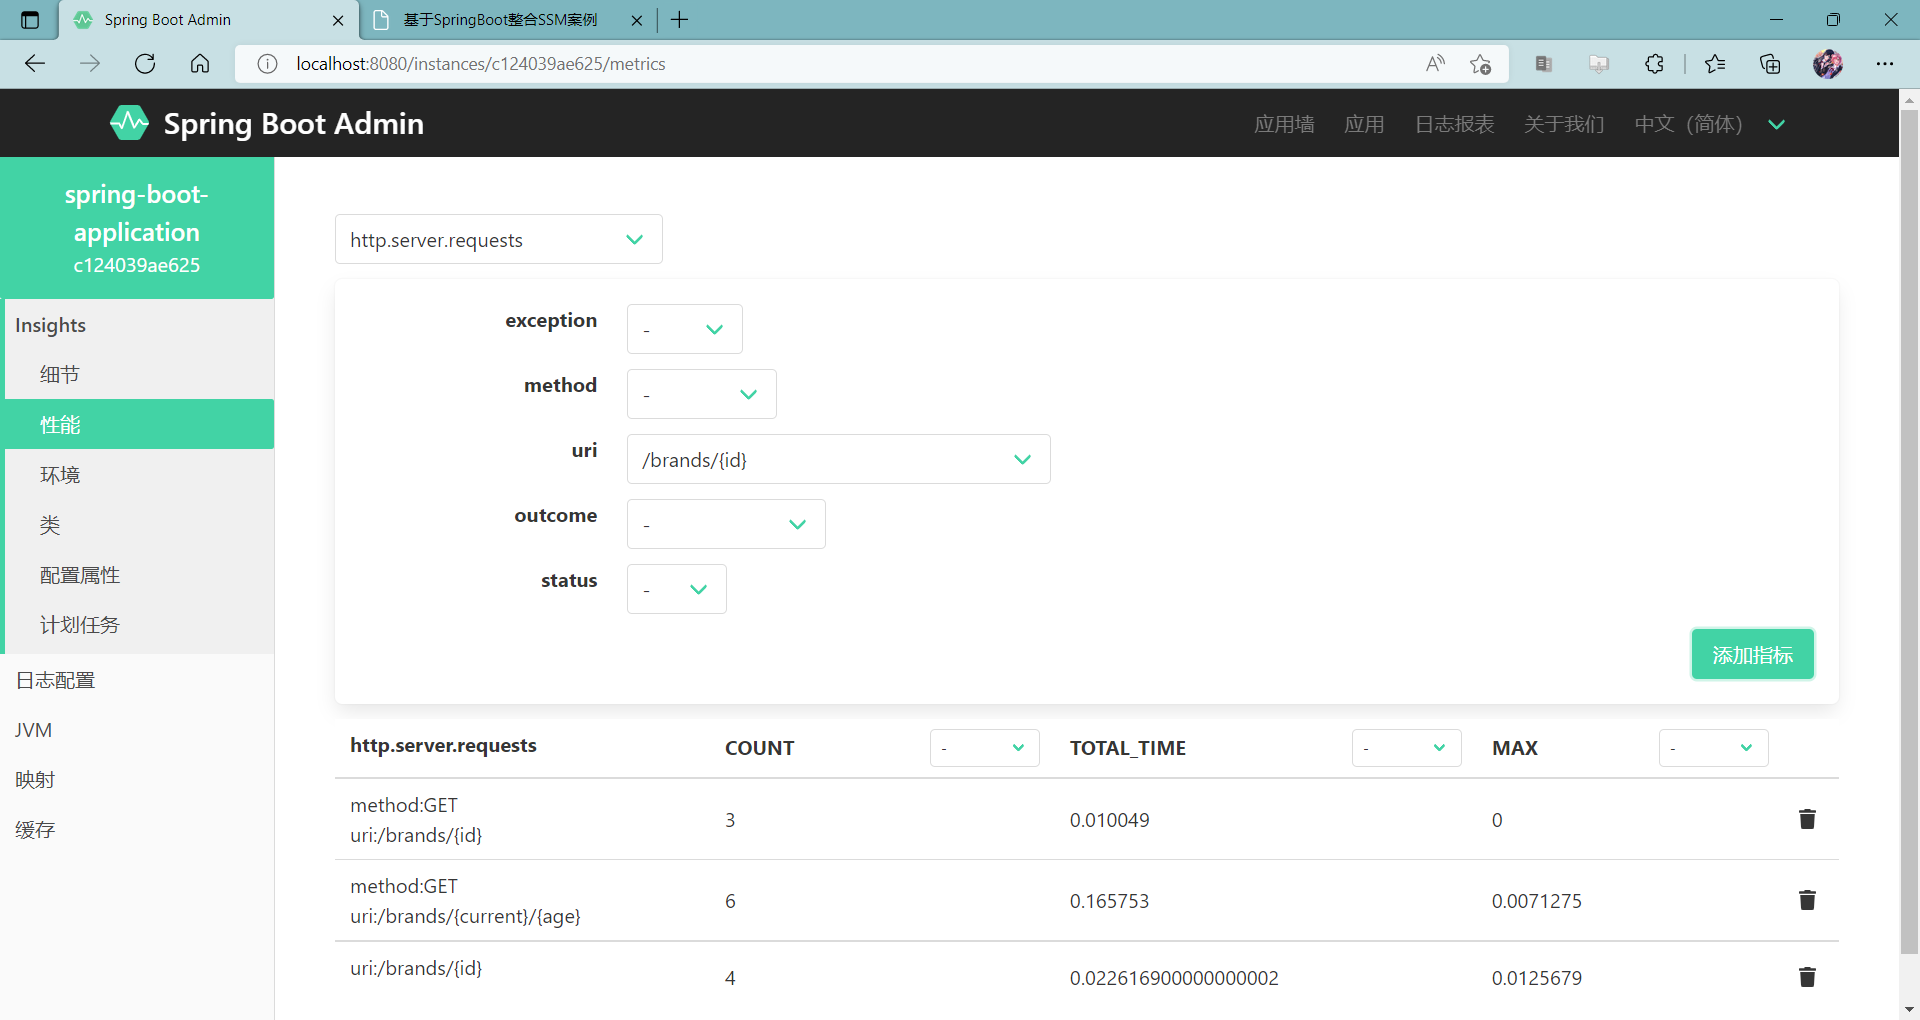 Spring Boot Admin
基于SpringBoot整合SSM案例
localhost:8080/instances/c124039ae625/metrics
Spring Boot Admin
应用墙
应用
日志报表
关于我们
中文（简体）
spring-boot-
application
c124039ae625
Insights
细节
性能
环境
类
配置属性
计划任务
日志配置
JVM
映射
缓存
http.server.requests
exception
-
method
-
uri
/brands/{id}
outcome
-
status
-
添加指标
http.server.requests
COUNT
-
TOTAL_TIME
-
MAX
-
method:GET
uri:/brands/{id}
3
0.010049
0
method:GET
uri:/brands/{current}/{age}
6
0.165753
0.0071275
uri:/brands/{id}
4
0.022616900000000002
0.0125679